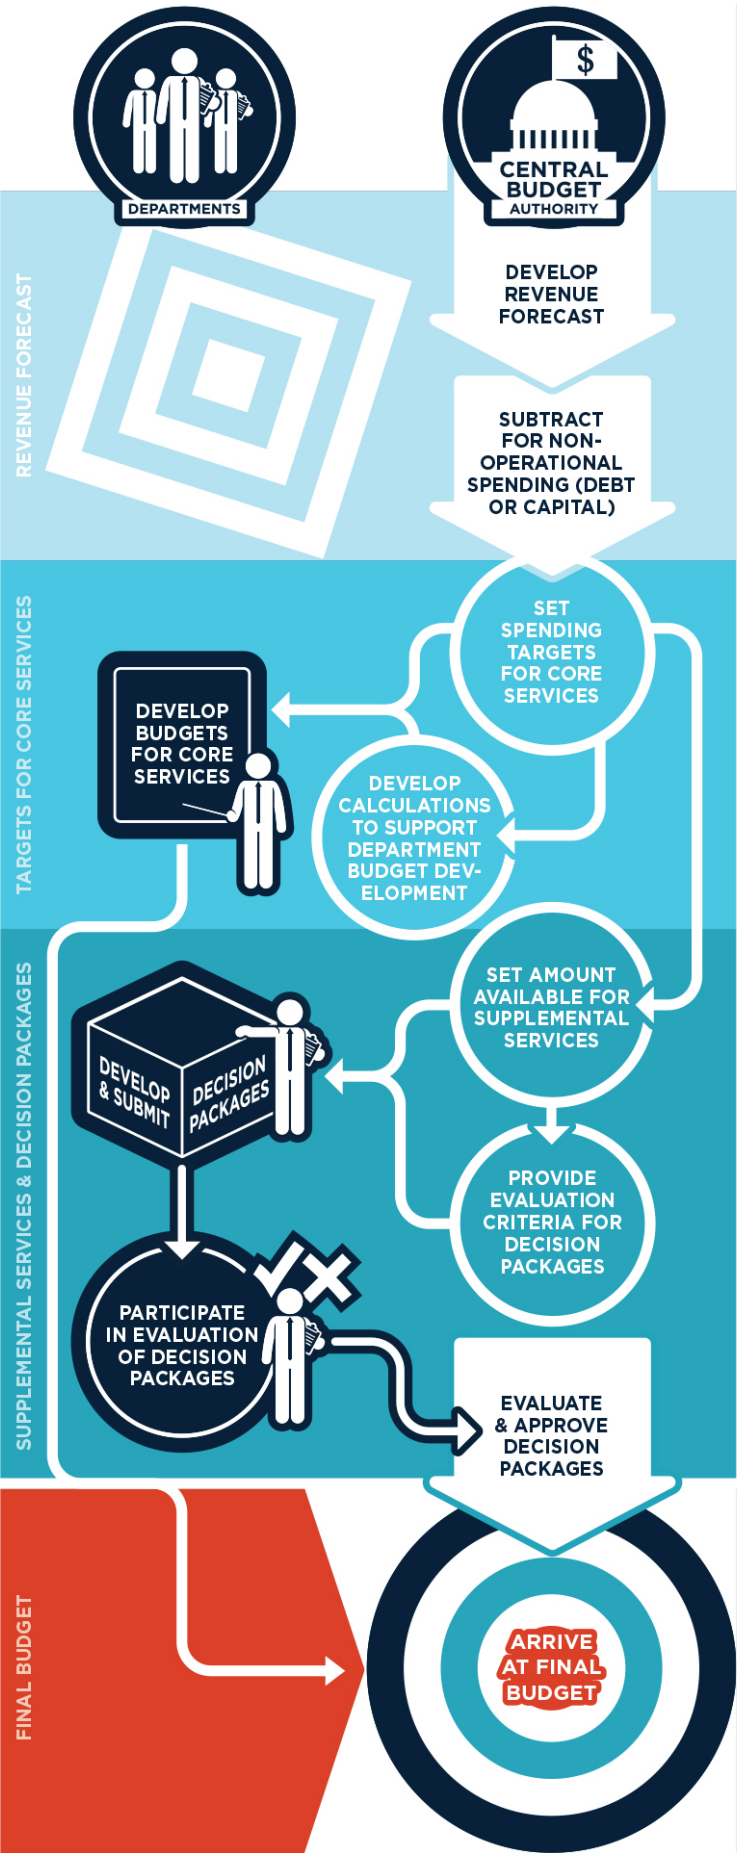 $
DEPARTMENTS
CENTRAL
BUDGET
AUTHORITY
REVENUE FORECAST
DEVELOP
REVENUE
FORECAST
SUBTRACT
FOR NON-
OPERATIONAL
SPENDING (DEBT
OR CAPITAL)
TARGETS FOR CORE SERVICES
SET
SPENDING
TARGETS
FOR CORE
SERVICES
DEVELOP
BUDGETS
FOR CORE
SERVICES
DEVELOP
CALCULATIONS
TO SUPPORT
DEPARTMENT
BUDGET DEV-
ELOPMENT
SUPPLEMENTAL SERVICES & DECISION PACKAGES
SET AMOUNT
AVAILABLE FOR
SUPPLEMENTAL
SERVICES
DEVELOP
& SUBMIT
DECISION
PACKAGES
PROVIDE
EVALUATION
CRITERIA FOR
DECISION
PACKAGES
PARTICIPATE
IN EVALUATION
OF DECISION
PACKAGES
EVALUATE
& APPROVE
DECISION
PACKAGES
FINAL BUDGET
ARRIVE
AT FINAL
BUDGET